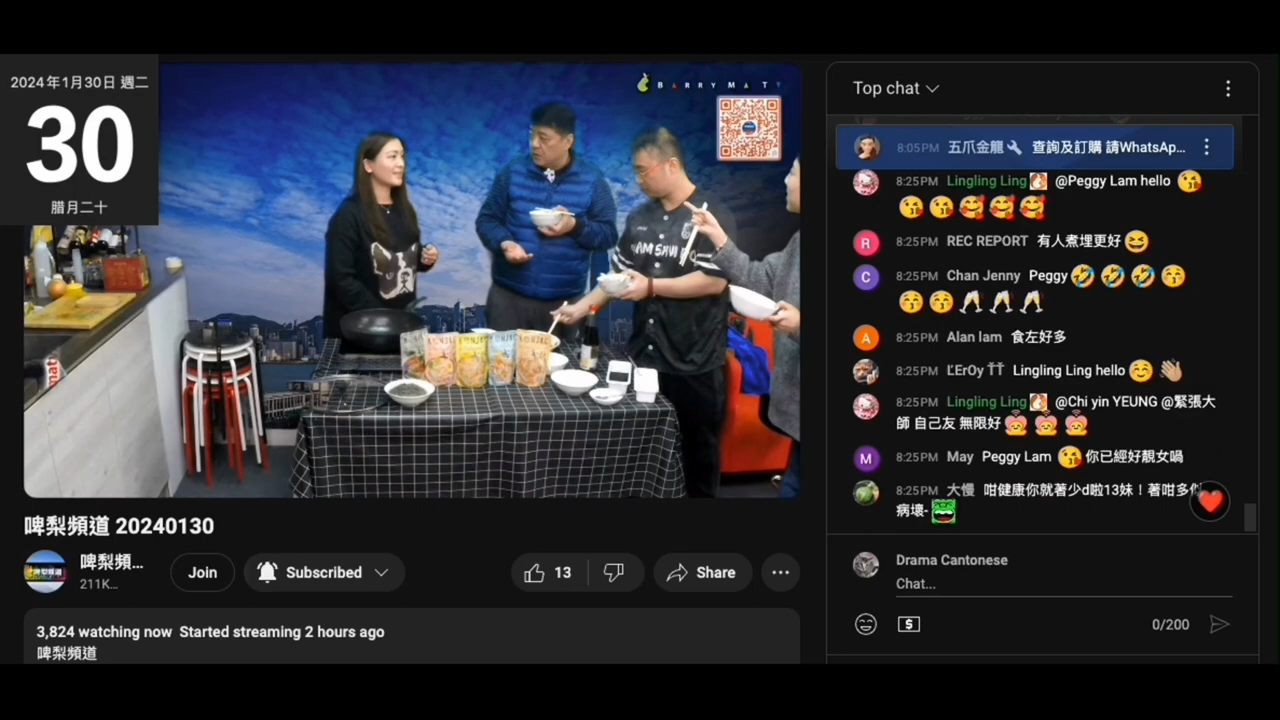 2024年1月30日 週二
30
腊月二十
BARRYMATY
KONJAC
AM SHUI
mat
啤梨頻道 20240130
啤梨頻...
211K...
Join
Subscribed
13
Share
3,824 watching now Started streaming 2 hours ago
啤梨頻道
Top chat
8:05PM 五爪金龍🔧 查詢及訂購 請WhatsAp...
8:25PM Lingling Ling @Peggy Lam hello 😘
😘😘🥰🥰🥰
8:25PM REC REPORT 有人煮埋更好😆
8:25PM Chan Jenny Peggy🤣🤣🤣😚
😚😚🥂🥂🥂
8:25PM Alan lam 食左好多
8:25PM ĽErOy ☦☦ Lingling Ling hello ☺️👋🏽
8:25PM Lingling Ling @Chi yin YEUNG @緊張大
師 自己友 無限好
8:25PM May Peggy Lam 😘你已經好靚女喎
8:25PM 大慢 咁健康你就著少d啦13妹！著咁多似
病壞-
Drama Cantonese
Chat...
0/200